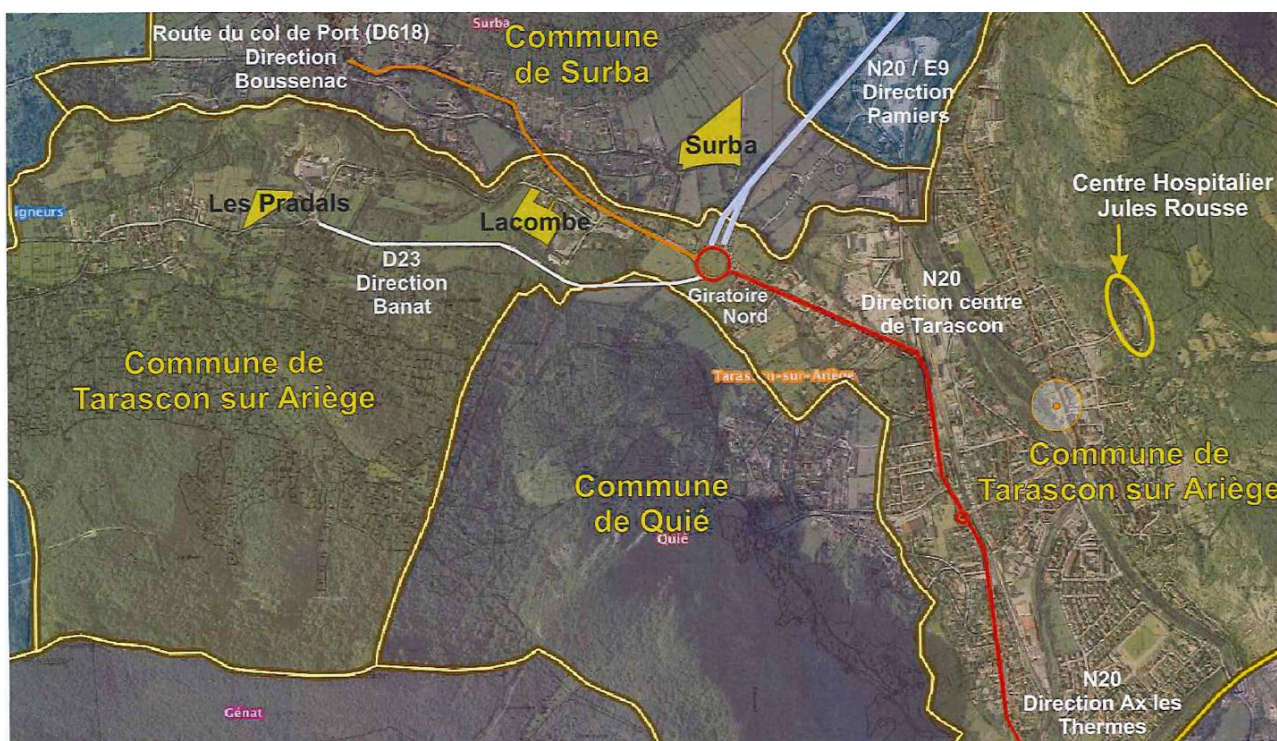 Surba
Route du col de Port (D618)
Direction
Boussenac
Commune
de Surba
N20 / E9
Direction
Pamiers
Surba
Centre Hospitalier
Jules Rousse
Les Pradals
igneurs
Lacombe
D23
Direction
Banat
Giratoire
Nord
N20
Direction centre
de Tarascon
Commune de
Tarascon sur Ariège
Tarascon-sur-Ariège
Commune de
Tarascon sur Ariège
Commune
de Quié
Quié
N20
Direction Ax les
Thermes
Génat